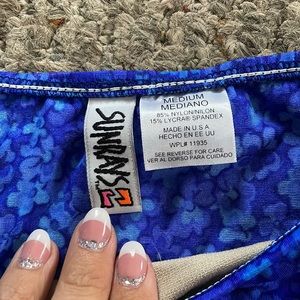 SUNRAYS
MEDIUM
MEDIANO
85% NYLON/NILON
15% LYCRA® SPANDEX
MADE IN U S A
HECHO EN EE UU
WPL# 11935
SEE REVERSE FOR CARE
VER AL DORSO PARA CUIDADO